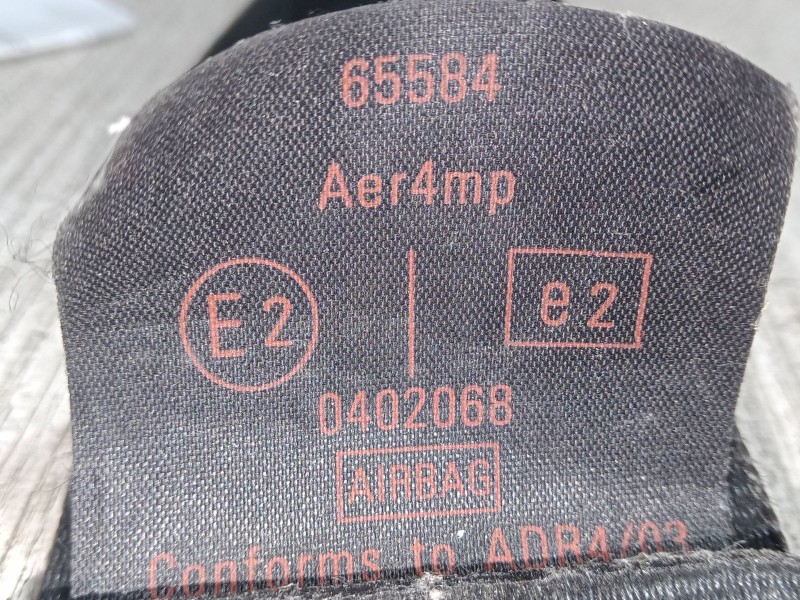 65584
Aer4mp
E2 e2
0402068
AIRBAG
Conforms to ADR4/03